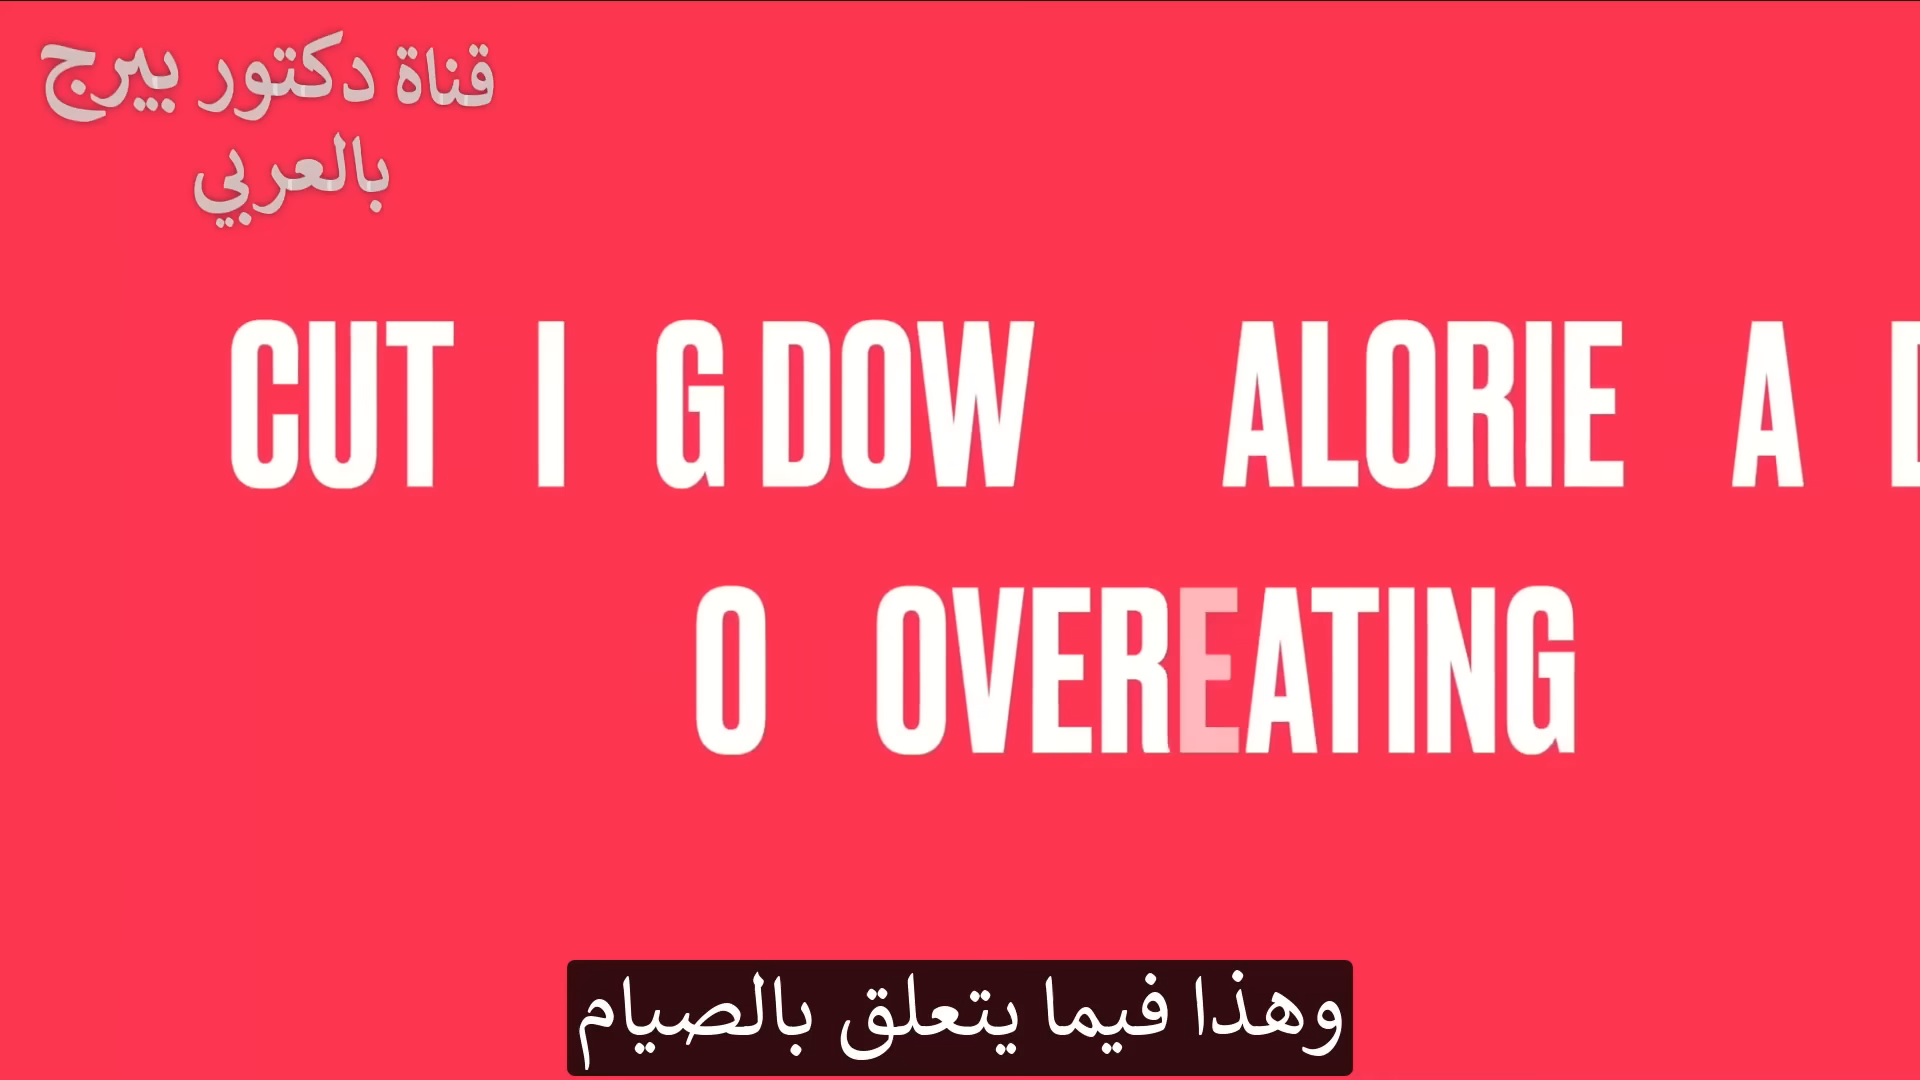 قناة دكتور بيرج
بالعربي
CUT I G DOW ALORIE A D
O OVEREATING
وهذا فيما يتعلق بالصيام